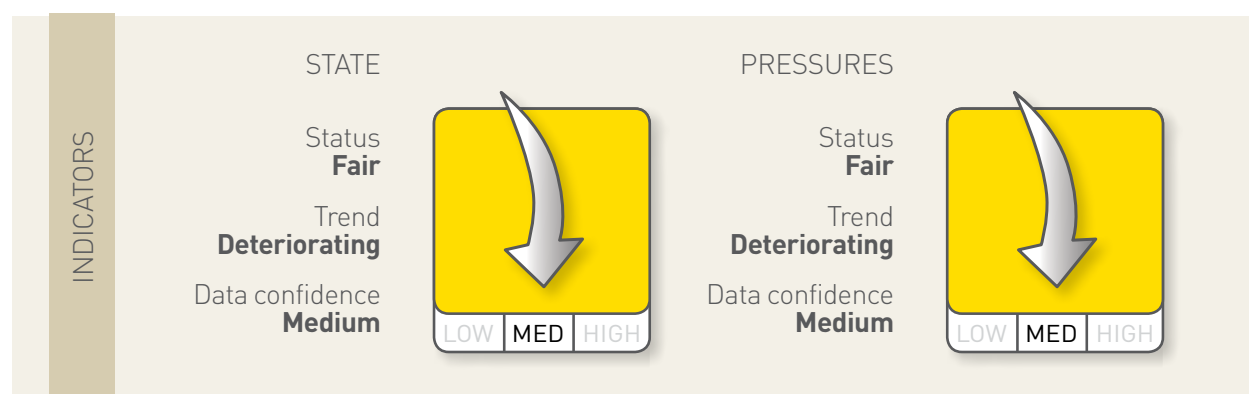 INDICATORS
STATE
Status
Fair
Trend
Deteriorating
Data confidence
Medium
LOW MED HIGH
PRESSURES
Status
Fair
Trend
Deteriorating
Data confidence
Medium
LOW MED HIGH